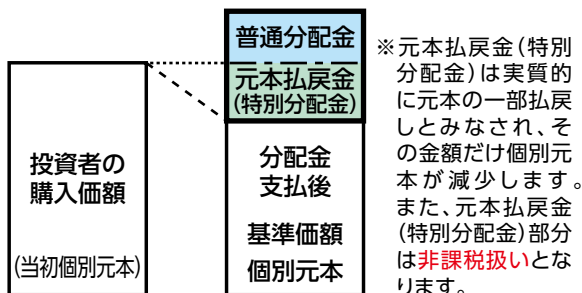 投資者の
購入価額
(当初個別元本)
普通分配金
元本払戻金
(特別分配金)
分配金
支払後
基準価額
個別元本
※元本払戻金(特別
分配金)は実質的
に元本の一部払戻
しとみなされ、そ
の金額だけ個別元
本が減少します。
また、元本払戻金
(特別分配金)部分
は非課税扱いとな
ります。